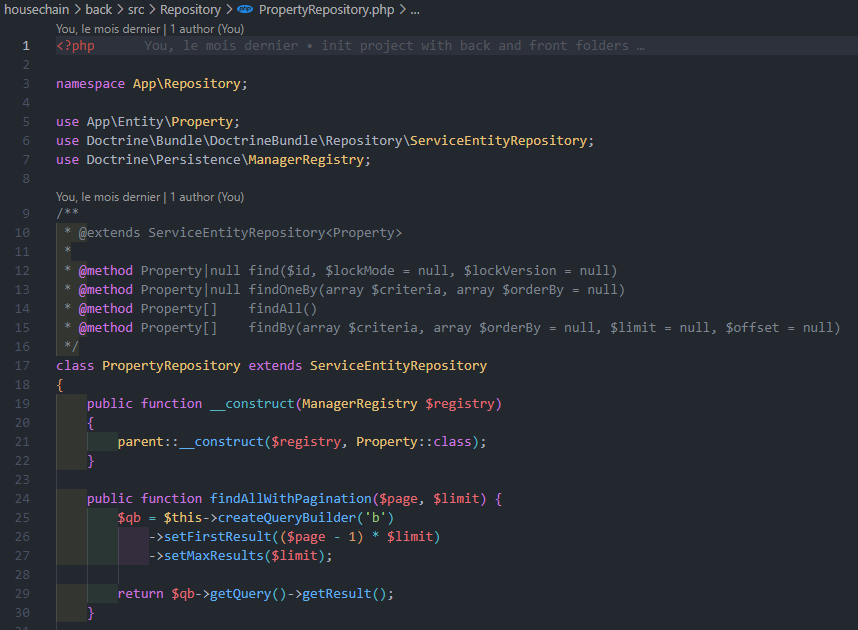 housechain > back > src > Repository > PropertyRepository.php > ...
You, le mois dernier | 1 author (You)
1 <?php You, le mois dernier • init project with back and front folders …
2
3 namespace App\Repository;
4
5 use App\Entity\Property;
6 use Doctrine\Bundle\DoctrineBundle\Repository\ServiceEntityRepository;
7 use Doctrine\Persistence\ManagerRegistry;
8
You, le mois dernier | 1 author (You)
9 /**
10 * @extends ServiceEntityRepository<Property>
11 *
12 * @method Property|null find($id, $lockMode = null, $lockVersion = null)
13 * @method Property|null findOneBy(array $criteria, array $orderBy = null)
14 * @method Property[] findAll()
15 * @method Property[] findBy(array $criteria, array $orderBy = null, $limit = null, $offset = null)
16 */
17 class PropertyRepository extends ServiceEntityRepository
18 {
19 public function __construct(ManagerRegistry $registry)
20 {
21 parent::__construct($registry, Property::class);
22 }
23
24 public function findAllWithPagination($page, $limit) {
25 $qb = $this->createQueryBuilder('b')
26 ->setFirstResult(($page - 1) * $limit)
27 ->setMaxResults($limit);
28
29 return $qb->getQuery()->getResult();
30 }